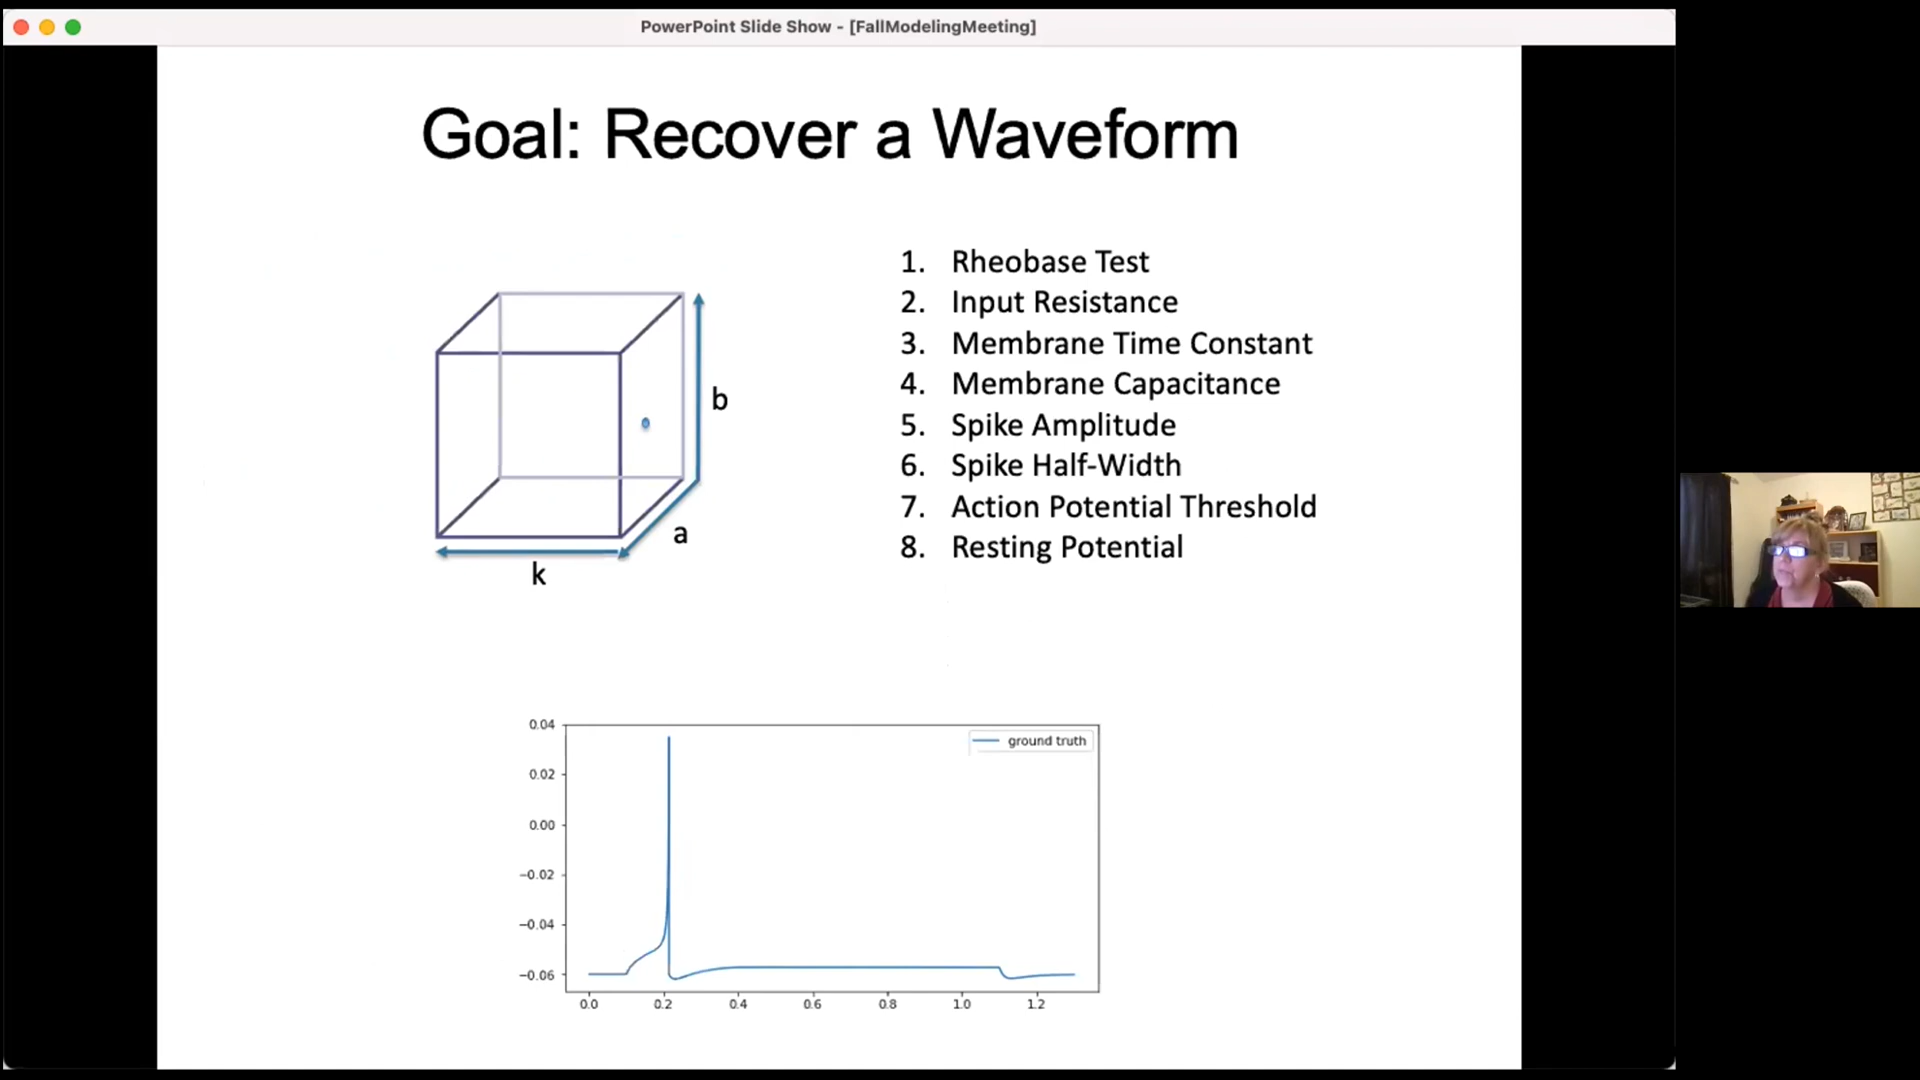 PowerPoint Slide Show - [FallModelingMeeting]
Goal: Recover a Waveform
b
a
k
1. Rheobase Test
2. Input Resistance
3. Membrane Time Constant
4. Membrane Capacitance
5. Spike Amplitude
6. Spike Half-Width
7. Action Potential Threshold
8. Resting Potential
ground truth
0.04
0.02
0.00
−0.02
−0.04
−0.06
0.0 0.2 0.4 0.6 0.8 1.0 1.2